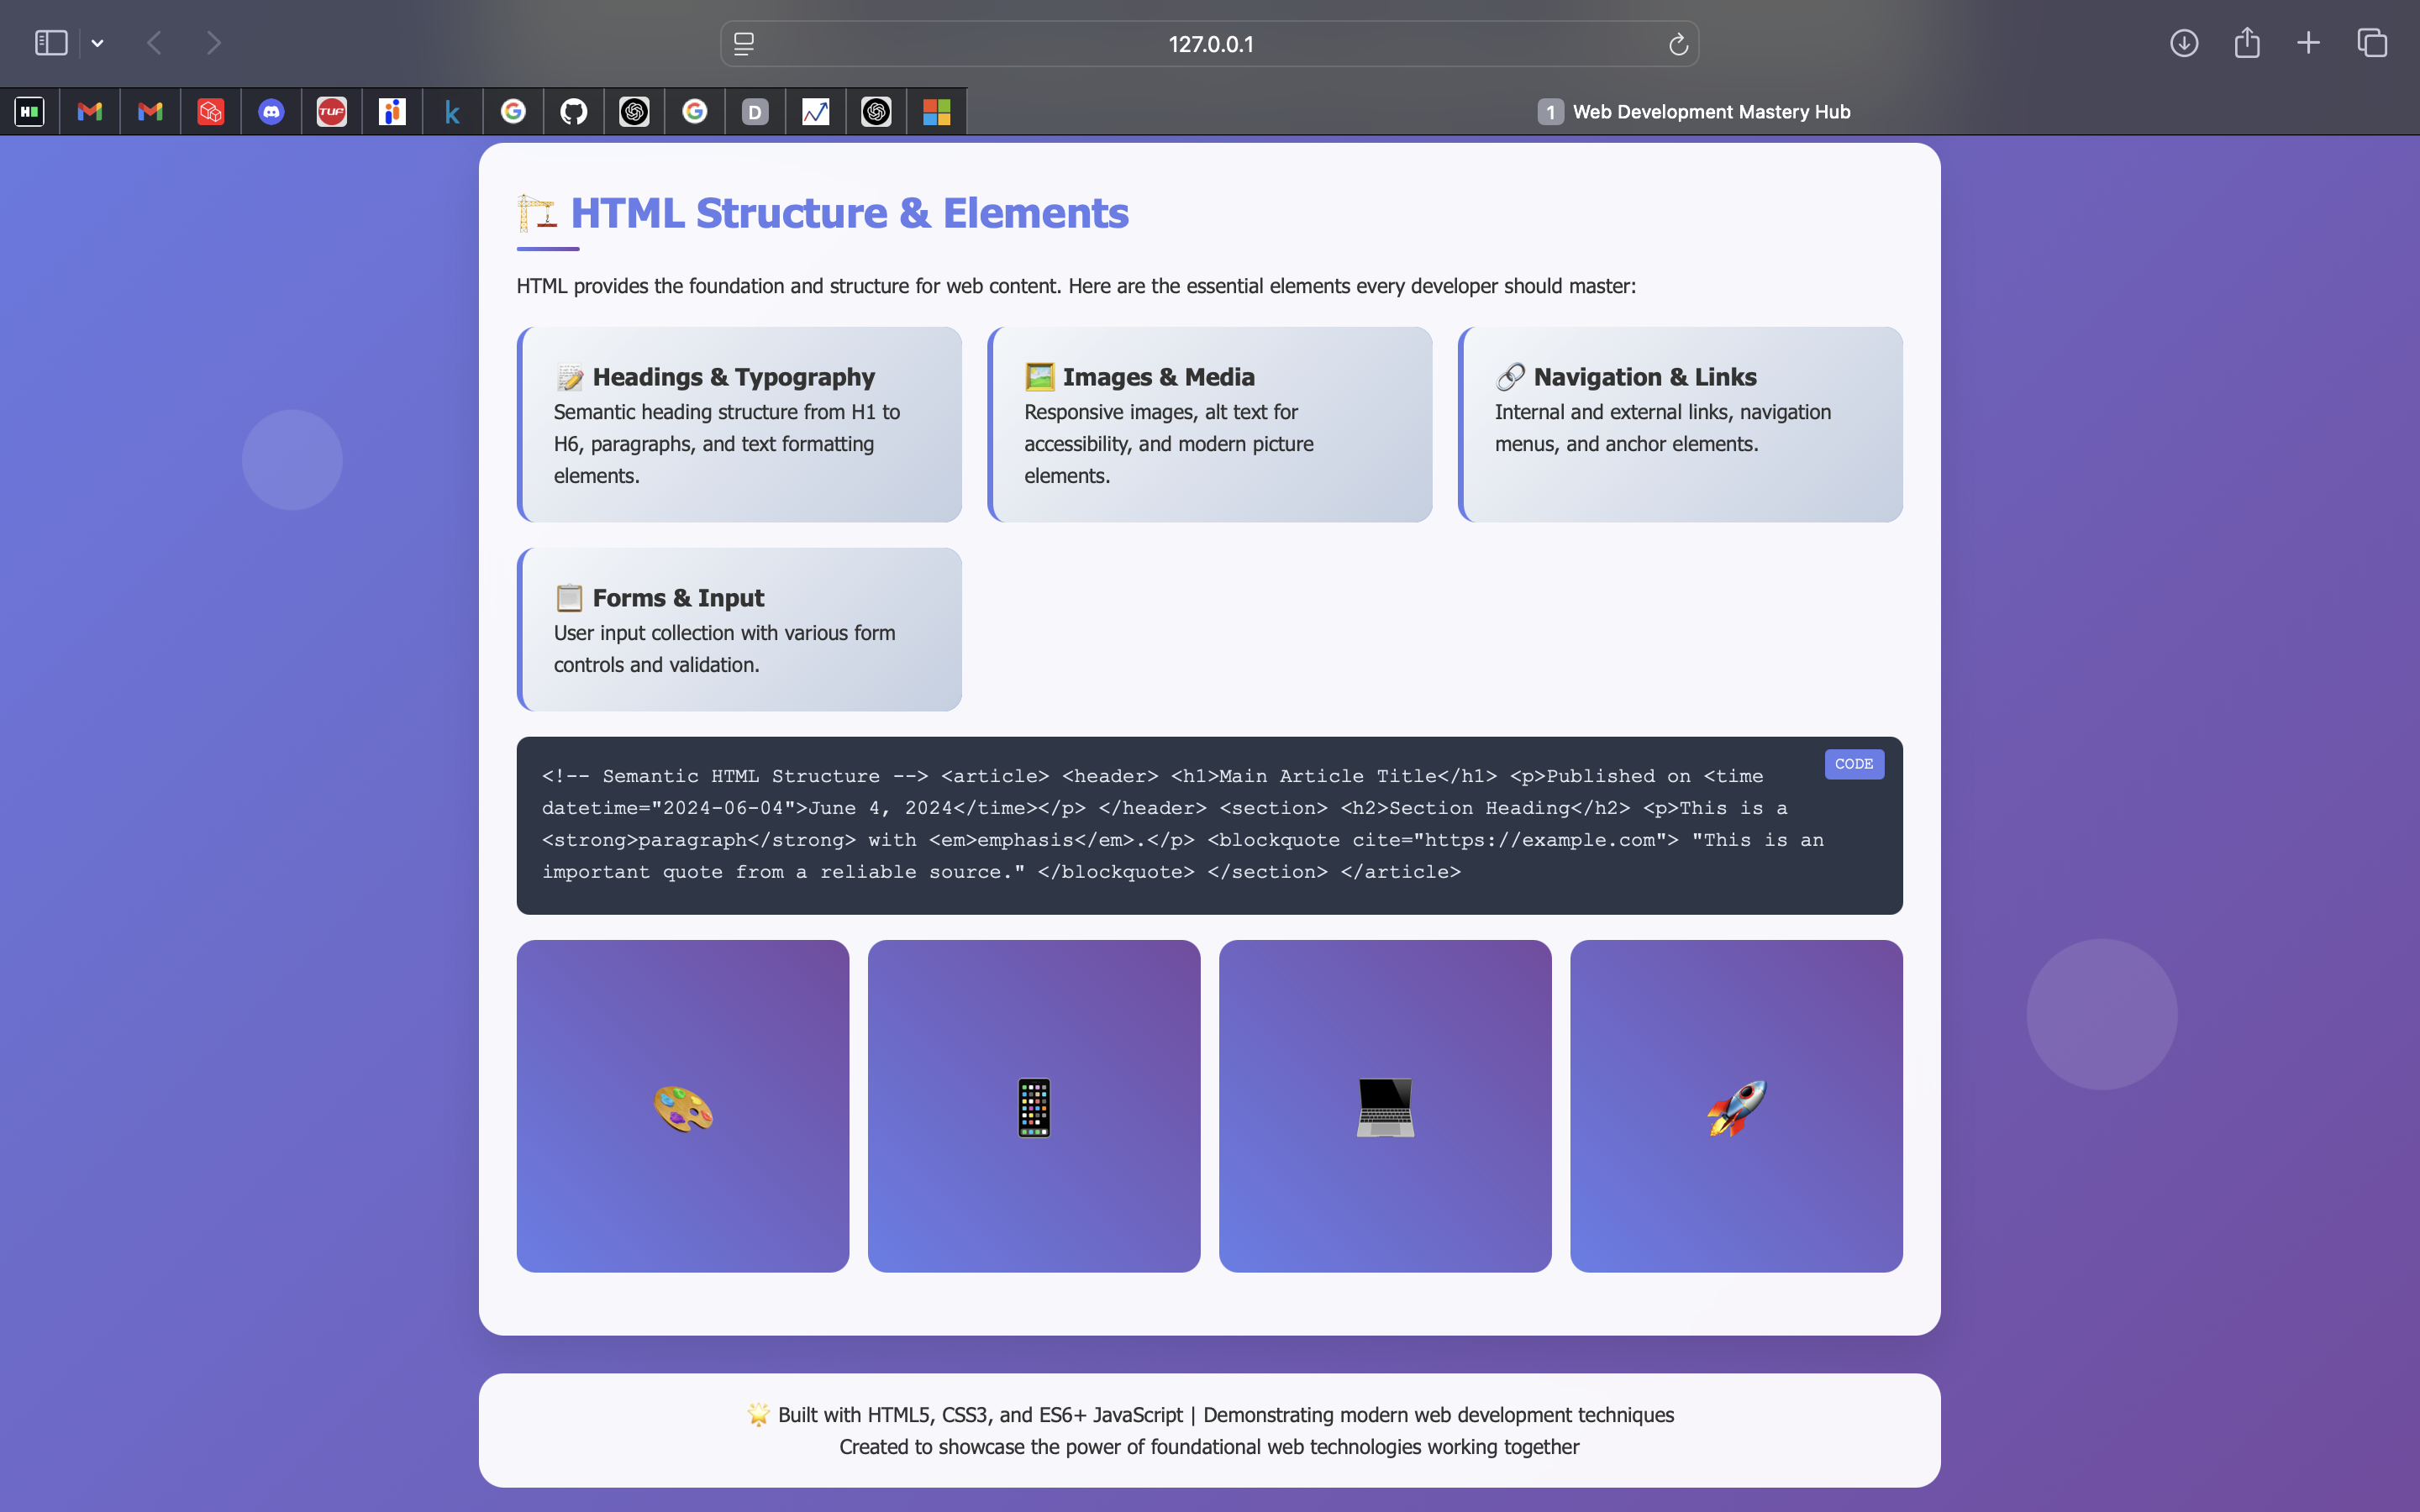 127.0.0.1
H
TUF
k
G
G
D
1 Web Development Mastery Hub
HTML Structure & Elements
HTML provides the foundation and structure for web content. Here are the essential elements every developer should master:
Headings & Typography
Semantic heading structure from H1 to
H6, paragraphs, and text formatting
elements.
Images & Media
Responsive images, alt text for
accessibility, and modern picture
elements.
Navigation & Links
Internal and external links, navigation
menus, and anchor elements.
Forms & Input
User input collection with various form
controls and validation.
CODE
<!-- Semantic HTML Structure --> <article> <header> <h1>Main Article Title</h1> <p>Published on <time
datetime="2024-06-04">June 4, 2024</time></p> </header> <section> <h2>Section Heading</h2> <p>This is a
<strong>paragraph</strong> with <em>emphasis</em>.</p> <blockquote cite="https://example.com"> "This is an
important quote from a reliable source." </blockquote> </section> </article>
Built with HTML5, CSS3, and ES6+ JavaScript | Demonstrating modern web development techniques
Created to showcase the power of foundational web technologies working together